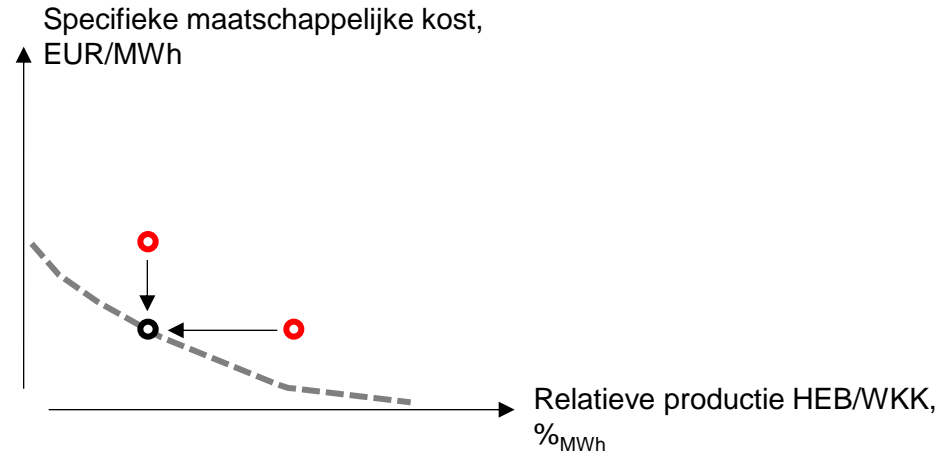 Specifieke maatschappelijke kost,
EUR/MWh
Relatieve productie HEB/WKK,
%MWh